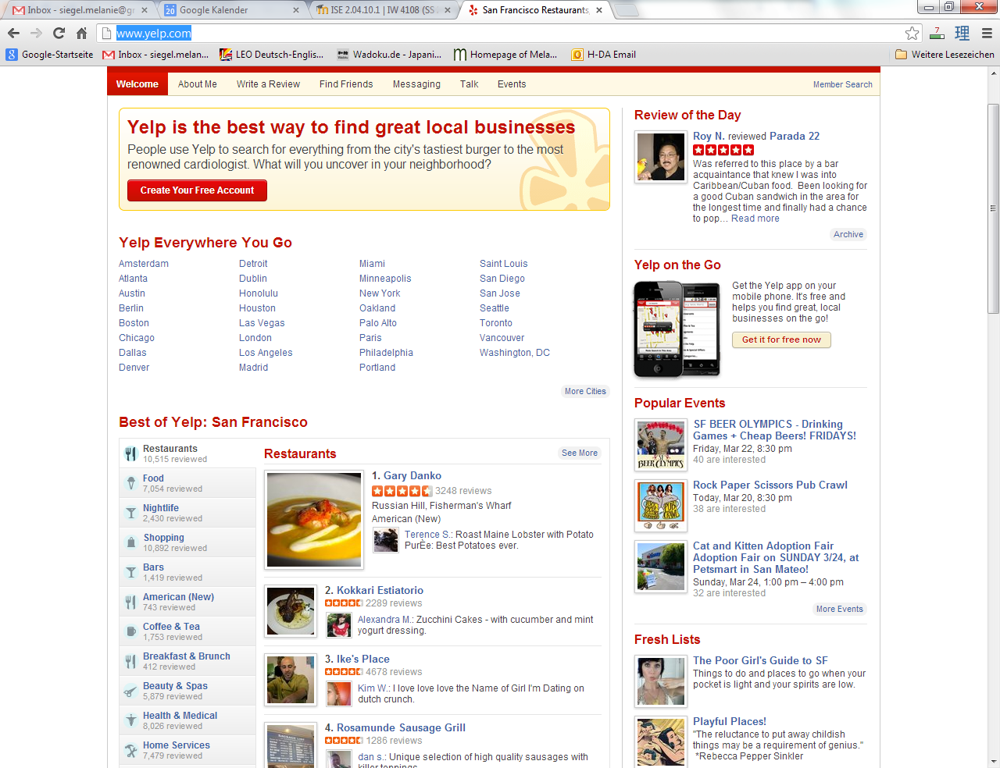 Inbox - siegel.melanie@gr
Google Kalender
ISE 2.04.10.1 | IW 4108 (SS
San Francisco Restaurants,
www.yelp.com
7
理
Google-Startseite
Inbox - siegel.melan...
LEO Deutsch-Englis...
Wadoku.de - Japani...
Homepage of Mela...
H-DA Email
Weitere Lesezeichen
Welcome
About Me
Write a Review
Find Friends
Messaging
Talk
Events
Member Search
Yelp is the best way to find great local businesses
People use Yelp to search for everything from the city's tastiest burger to the most
renowned cardiologist. What will you uncover in your neighborhood?
Create Your Free Account
Yelp Everywhere You Go
Amsterdam
Atlanta
Austin
Berlin
Boston
Chicago
Dallas
Denver
Detroit
Dublin
Honolulu
Houston
Las Vegas
London
Los Angeles
Madrid
Miami
Minneapolis
New York
Oakland
Palo Alto
Paris
Philadelphia
Portland
Saint Louis
San Diego
San Jose
Seattle
Toronto
Vancouver
Washington, DC
More Cities
Best of Yelp: San Francisco
Restaurants
10,515 reviewed
Food
7,054 reviewed
Nightlife
2,430 reviewed
Shopping
10,892 reviewed
Bars
1,419 reviewed
American (New)
743 reviewed
Coffee & Tea
1,753 reviewed
Breakfast & Brunch
412 reviewed
Beauty & Spas
5,879 reviewed
Health & Medical
8,026 reviewed
Home Services
7,479 reviewed
Restaurants
See More
1. Gary Danko
3248 reviews
Russian Hill, Fisherman's Wharf
American (New)
Terence S.: Roast Maine Lobster with Potato
PurÈe: Best Potatoes ever.
2. Kokkari Estiatorio
2289 reviews
Alexandra M.: Zucchini Cakes - with cucumber and mint
yogurt dressing.
3. Ike's Place
4678 reviews
Kim W.: I love love love the Name of Girl I'm Dating on
dutch crunch.
4. Rosamunde Sausage Grill
1286 reviews
dan s.: Unique selection of high quality sausages with
killer toppings
Review of the Day
Roy N. reviewed Parada 22
Was referred to this place by a bar
acquaintance that knew I was into
Caribbean/Cuban food. Been looking for
a good Cuban sandwich in the area for
the longest time and finally had a chance
to pop... Read more
Archive
Yelp on the Go
Get the Yelp app on your
mobile phone. It's free and
helps you find great, local
businesses on the go!
Get it for free now
Popular Events
SF BEER OLYMPICS - Drinking
Games + Cheap Beers! FRIDAYS!
Friday, Mar 22, 8:30 pm
40 are interested
SF
BEER OLYMPICS
Rock Paper Scissors Pub Crawl
Today, Mar 20, 8:30 pm
38 are interested
Cat and Kitten Adoption Fair
Adoption Fair on SUNDAY 3/24, at
Petsmart in San Mateo!
Sunday, Mar 24, 1:00 pm – 4:00 pm
32 are interested
More Events
Fresh Lists
The Poor Girl's Guide to SF
Things to do and places to go when your
pocket is light and your spirits are low.
Playful Places!
"The reluctance to put away childish
things may be a requirement of genius."
*Rebecca Pepper Sinkler